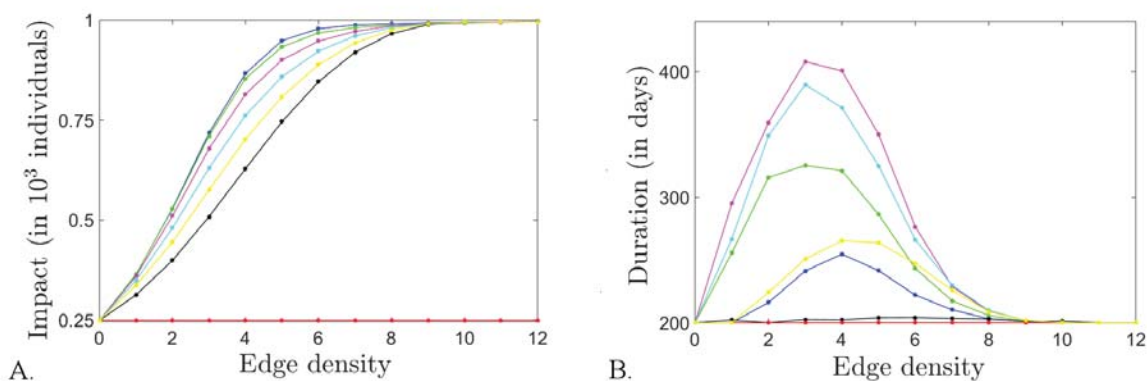 1
0.75
0.5
0.25
0 2 4 6 8 10 12
Impact (in 10³ individuals)
Edge density
A.
400
300
200
0 2 4 6 8 10 12
Duration (in days)
Edge density
B.